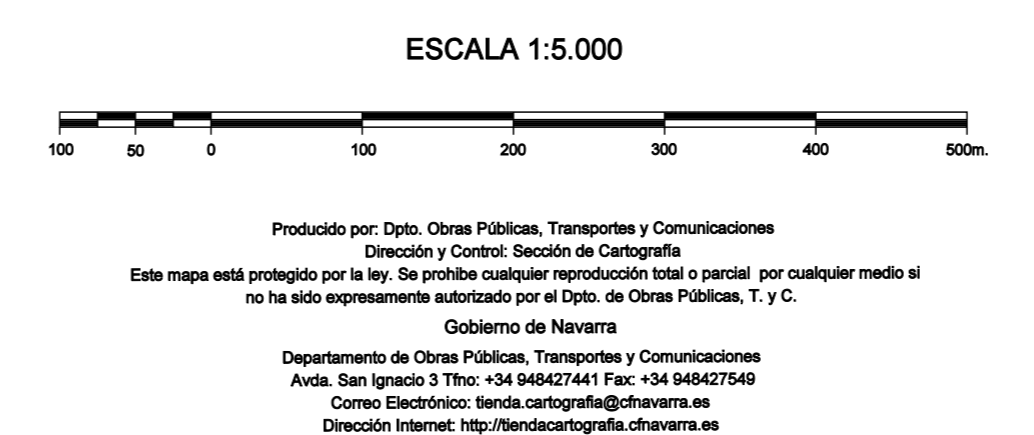 ESCALA 1:5.000
100 50 0 100 200 300 400 500m.
Producido por: Dpto. Obras Públicas, Transportes y Comunicaciones
Dirección y Control: Sección de Cartografía
Este mapa está protegido por la ley. Se prohibe cualquier reproducción total o parcial por cualquier medio si
no ha sido expresamente autorizado por el Dpto. de Obras Públicas, T. y C.
Gobierno de Navarra
Departamento de Obras Públicas, Transportes y Comunicaciones
Avda. San Ignacio 3 Tfno: +34 948427441 Fax: +34 948427549
Correo Electrónico: tienda.cartografia@cfnavarra.es
Dirección Internet: http://tiendacartografia.cfnavarra.es